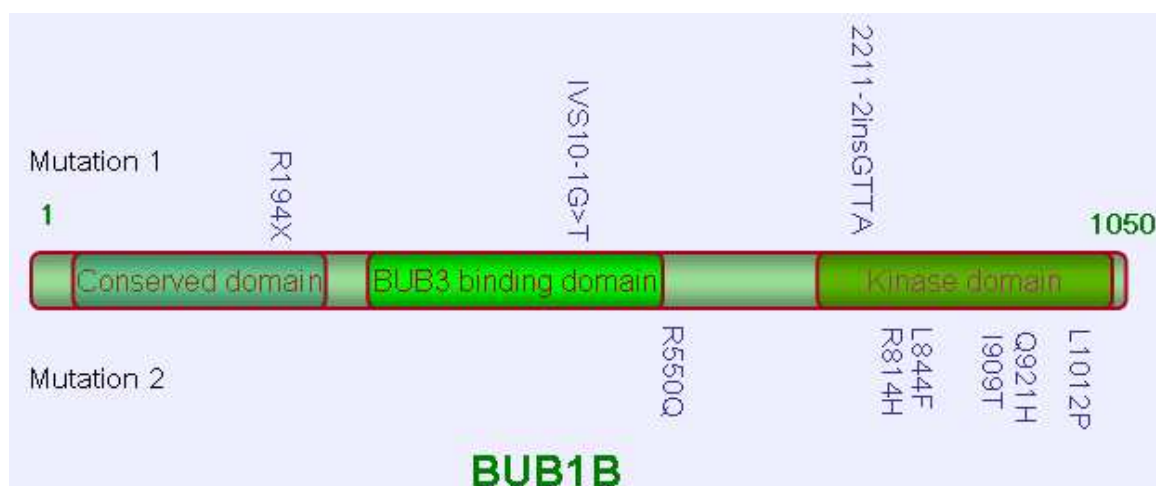 2211-2insGTTA
IVS10-1G>T
Mutation 1
R194X
1
1050
Conserved domain
BUB3 binding domain
Kinase domain
Mutation 2
R550Q
R814H
L844F
I909T
Q921H
L1012P
BUB1B